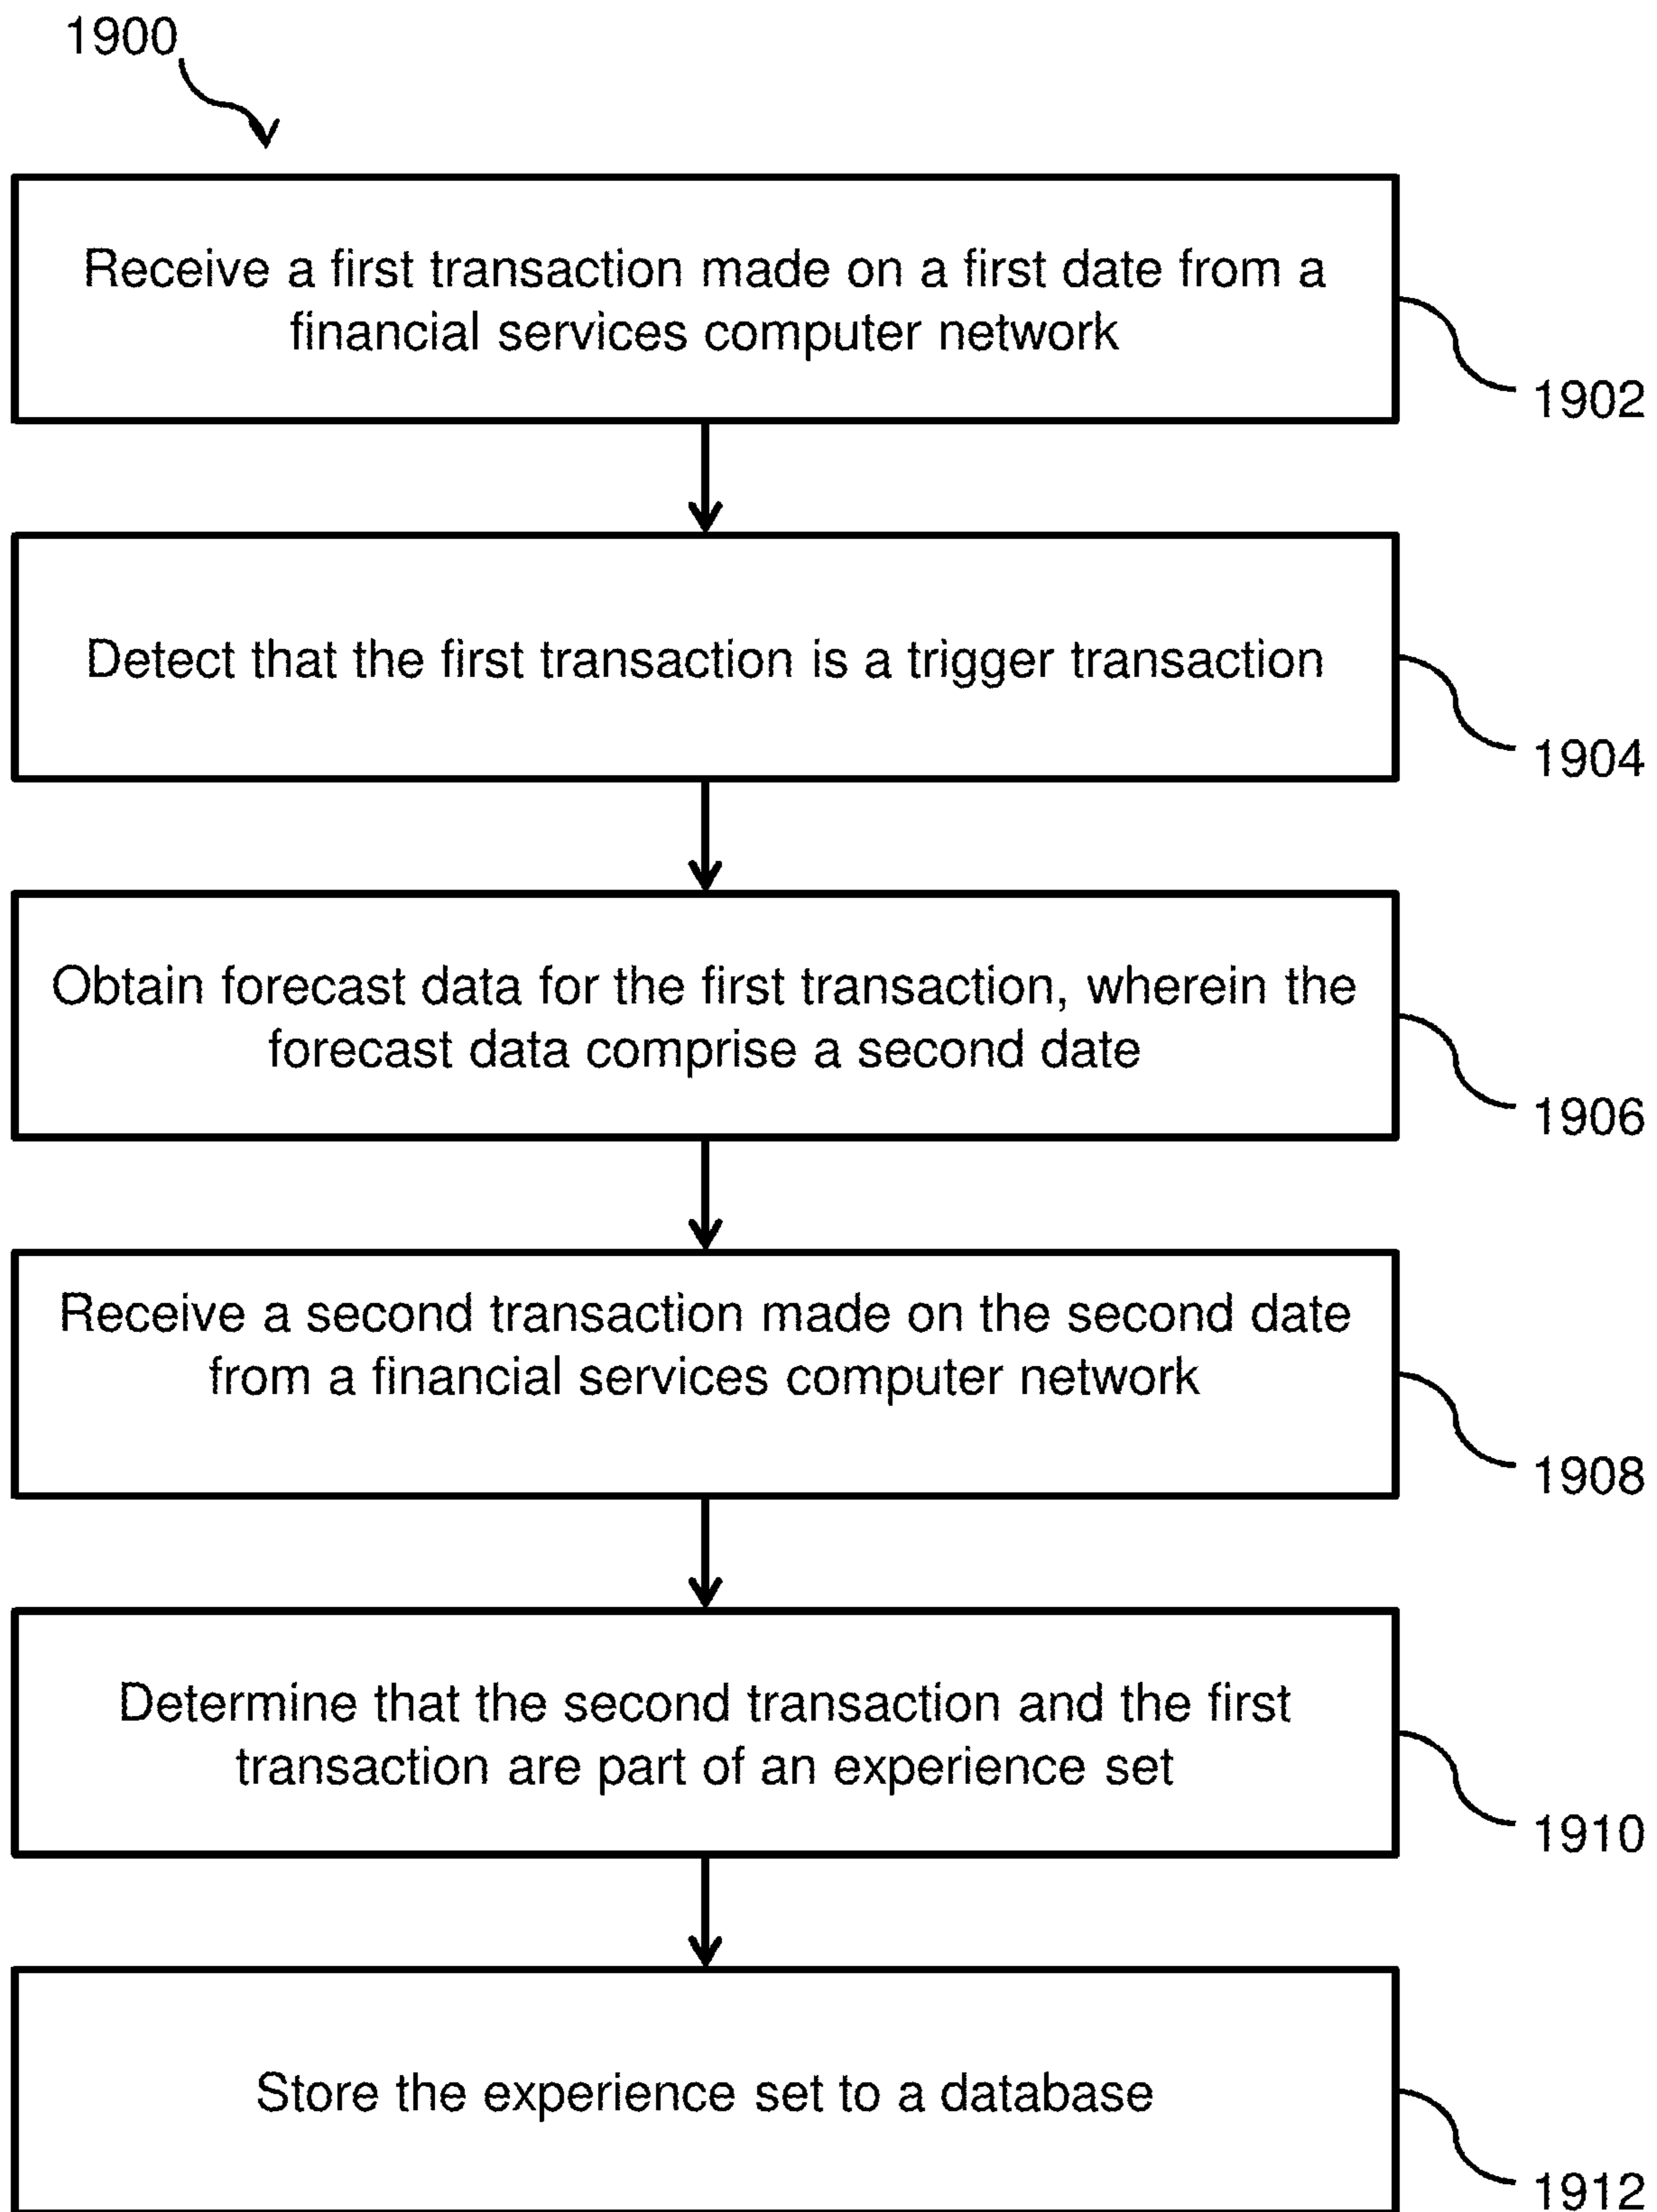 1900
Receive a first transaction made on a first date from a
financial services computer network
1902
Detect that the first transaction is a trigger transaction
1904
Obtain forecast data for the first transaction, wherein the
forecast data comprise a second date
1906
Receive a second transaction made on the second date
from a financial services computer network
1908
Determine that the second transaction and the first
transaction are part of an experience set
1910
Store the experience set to a database
1912